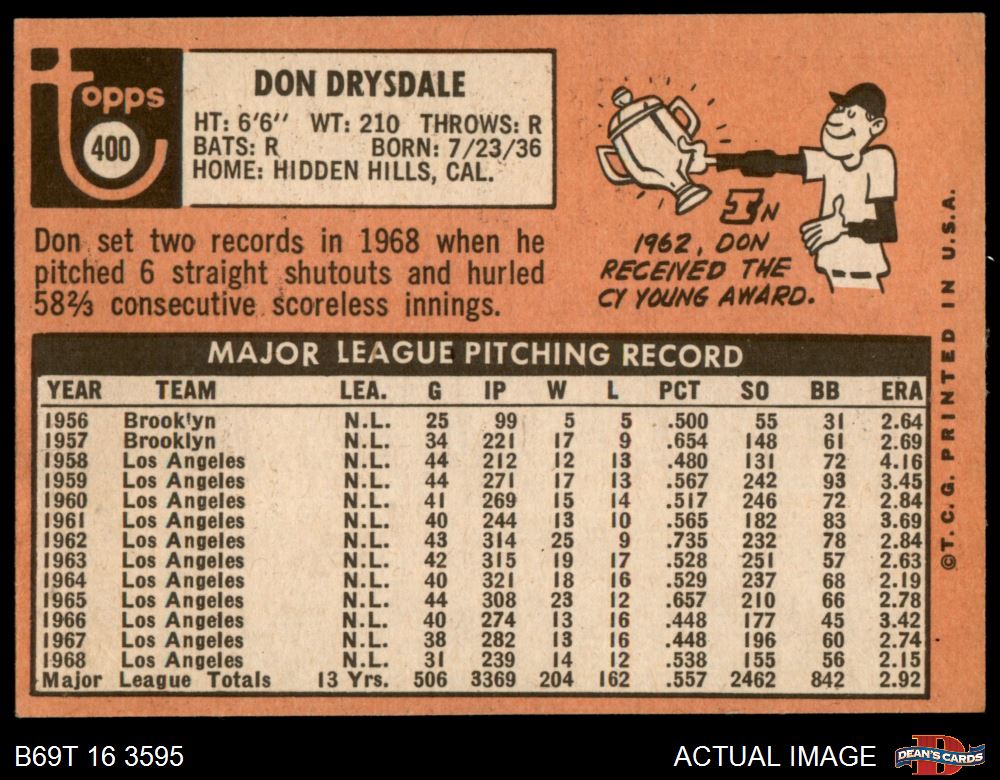 Topps
400
DON DRYSDALE
HT: 6'6" WT: 210 THROWS: R
BATS: R BORN: 7/23/36
HOME: HIDDEN HILLS, CAL.
Don set two records in 1968 when he
pitched 6 straight shutouts and hurled
58⅔ consecutive scoreless innings.
IN
1962, DON
RECEIVED THE
CY YOUNG AWARD.
MAJOR LEAGUE PITCHING RECORD
YEAR TEAM LEA. G IP W L PCT SO BB ERA
1956 Brooklyn N.L. 25 99 5 5 .500 55 31 2.64
1957 Brooklyn N.L. 34 221 17 9 .654 148 61 2.69
1958 Los Angeles N.L. 44 212 12 13 .480 131 72 4.16
1959 Los Angeles N.L. 44 271 17 13 .567 242 93 3.45
1960 Los Angeles N.L. 41 269 15 14 .517 246 72 2.84
1961 Los Angeles N.L. 40 244 13 10 .565 182 83 3.69
1962 Los Angeles N.L. 43 314 25 9 .735 232 78 2.84
1963 Los Angeles N.L. 42 315 19 17 .528 251 57 2.63
1964 Los Angeles N.L. 40 321 18 16 .529 237 68 2.19
1965 Los Angeles N.L. 44 308 23 12 .657 210 66 2.78
1966 Los Angeles N.L. 40 274 13 16 .448 177 45 3.42
1967 Los Angeles N.L. 38 282 13 16 .448 196 60 2.74
1968 Los Angeles N.L. 31 239 14 12 .538 155 56 2.15
Major League Totals 13 Yrs. 506 3369 204 162 .557 2462 842 2.92
©T.C.G. PRINTED IN U.S.A.
B69T 16 3595
ACTUAL IMAGE
D
DEAN'S CARDS